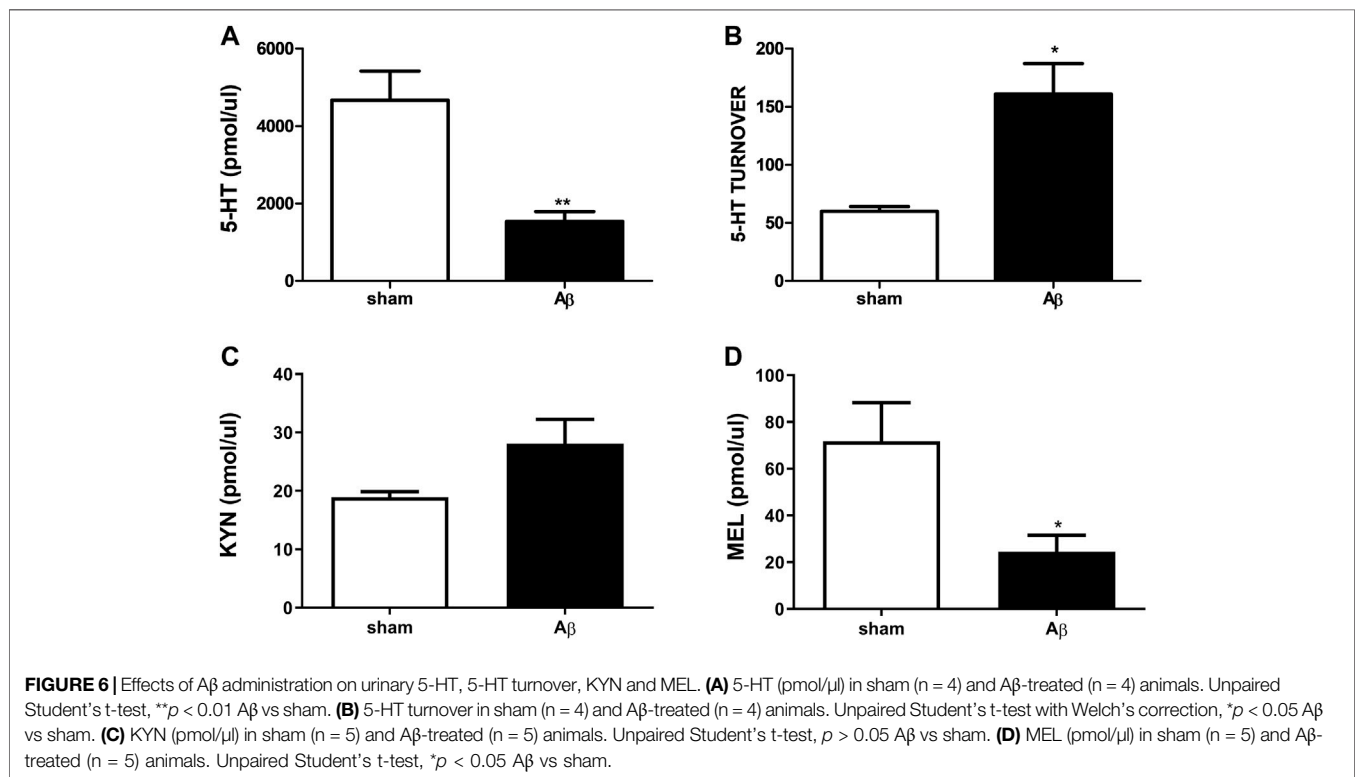 A
6000
4000
2000
0
5-HT (pmol/ul)
**
sham
Aβ
B
200
150
100
50
0
5-HT TURNOVER
*
sham
Aβ
C
40
30
20
10
0
KYN (pmol/ul)
sham
Aβ
D
100
80
60
40
20
0
MEL (pmol/ul)
*
sham
Aβ
FIGURE 6 | Effects of Aβ administration on urinary 5-HT, 5-HT turnover, KYN and MEL. (A) 5-HT (pmol/μl) in sham (n = 4) and Aβ-treated (n = 4) animals. Unpaired
Student's t-test, **p < 0.01 Aβ vs sham. (B) 5-HT turnover in sham (n = 4) and Aβ-treated (n = 4) animals. Unpaired Student's t-test with Welch's correction, *p < 0.05 Aβ
vs sham. (C) KYN (pmol/μl) in sham (n = 5) and Aβ-treated (n = 5) animals. Unpaired Student's t-test, p > 0.05 Aβ vs sham. (D) MEL (pmol/μl) in sham (n = 5) and Aβ-
treated (n = 5) animals. Unpaired Student's t-test, *p < 0.05 Aβ vs sham.